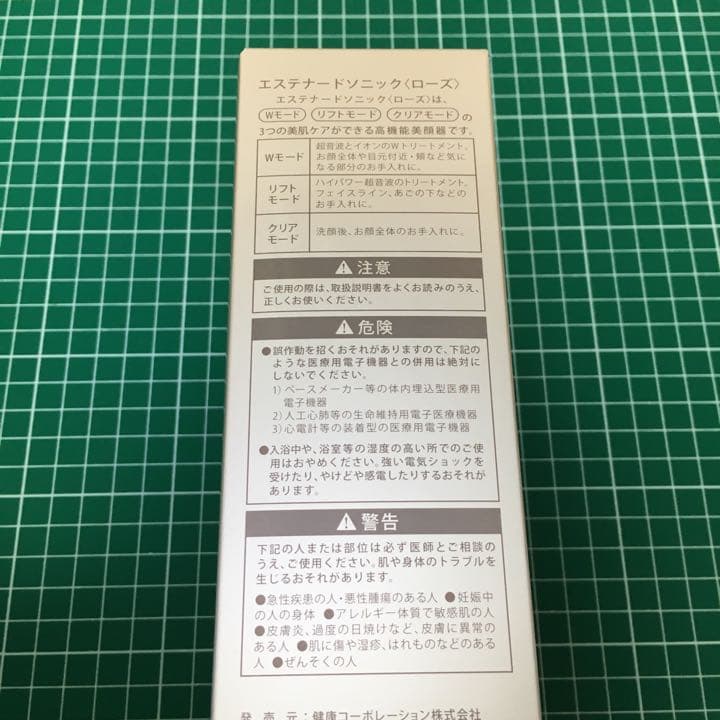 エステナードソニック〈ローズ〉
エステナードソニック〈ローズ〉は、
Wモード リフトモード クリアモード の
3つの美肌ケアができる高機能美顔器です。
Wモード
超音波とイオンのWトリートメント。
お顔全体や目元付近・頬など気に
なる部分のお手入れに。
リフト
モード
ハイパワー超音波のトリートメント。
フェイスライン、あごの下などの
お手入れに。
クリア
モード
洗顔後、お顔全体のお手入れに。
注意
ご使用の際は、取扱説明書をよくお読みのうえ、
正しくお使いください。
危険
●誤作動を招くおそれがありますので、下記の
ような医療用電子機器との併用は絶対に
しないでください。
1)ペースメーカー等の体内埋込型医療用
電子機器
2)人工心肺等の生命維持用電子医療機器
3)心電計等の装着型の医療用電子機器
●入浴中や、浴室等の湿度の高い所でのご使
用はおやめください。強い電気ショックを
受けたり、やけどや感電したりするおそれが
あります。
警告
下記の人または部位は必ず医師とご相談の
うえ、ご使用ください。肌や身体のトラブル
を生じるおそれがあります。
●急性疾患の人・悪性腫瘍のある人 ●妊娠中
の人の身体 ●アレルギー体質で敏感肌の人
●皮膚炎、過度の日焼けなど、皮膚に異常の
ある人 ●肌に傷や湿疹、はれものなどのある
人 ●ぜんそくの人
発 売 元:健康コーポレーション株式会社